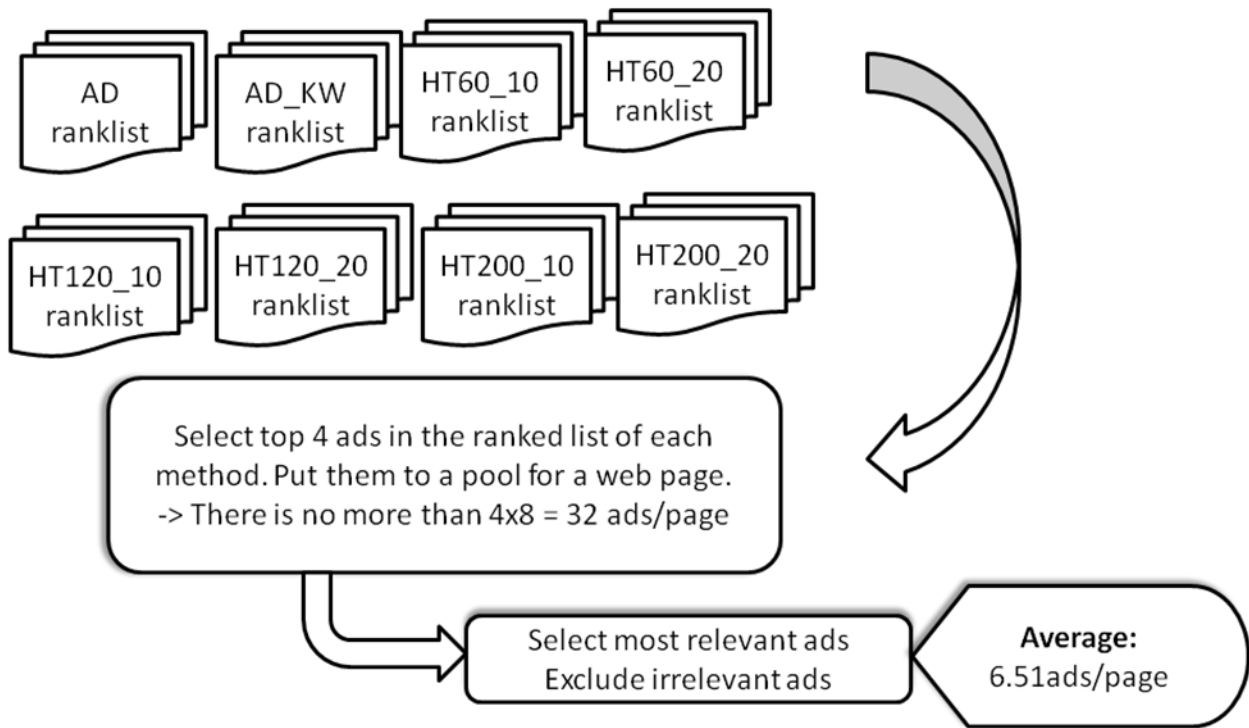 AD
ranklist
AD_KW
ranklist
HT60_10
ranklist
HT60_20
ranklist
HT120_10
ranklist
HT120_20
ranklist
HT200_10
ranklist
HT200_20
ranklist
Select top 4 ads in the ranked list of each
method. Put them to a pool for a web page.
-> There is no more than 4x8 = 32 ads/page
Select most relevant ads
Exclude irrelevant ads
Average:
6.51ads/page